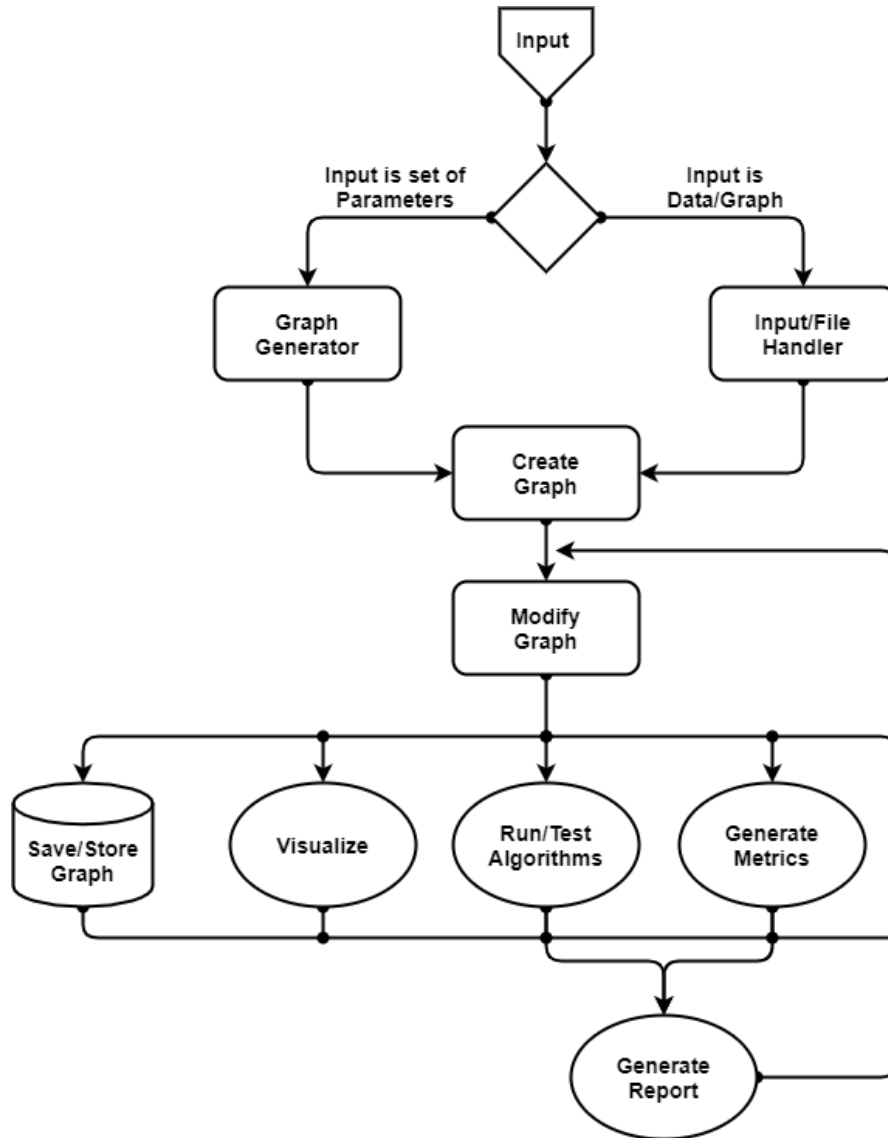 Input
Input is set of
Parameters
Input is
Data/Graph
Graph
Generator
Input/File
Handler
Create
Graph
Modify
Graph
Save/Store
Graph
Visualize
Run/Test
Algorithms
Generate
Metrics
Generate
Report